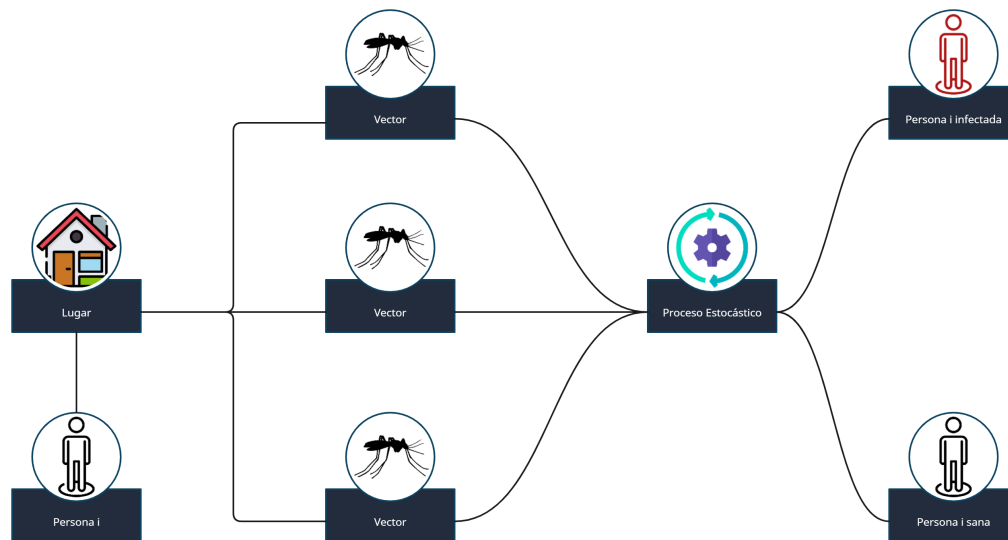 Vector
Persona i infectada
Lugar
Vector
Proceso Estocástico
Persona i
Vector
Persona i sana